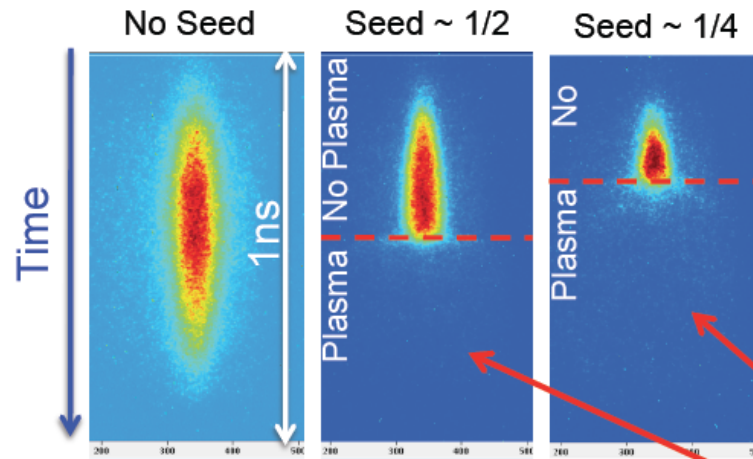 No Seed
Seed ~ 1/2
Seed ~ 1/4
Time
1ns
No Plasma
Plasma
No
Plasma
200 300 400 500
200 300 400 500
200 300 400